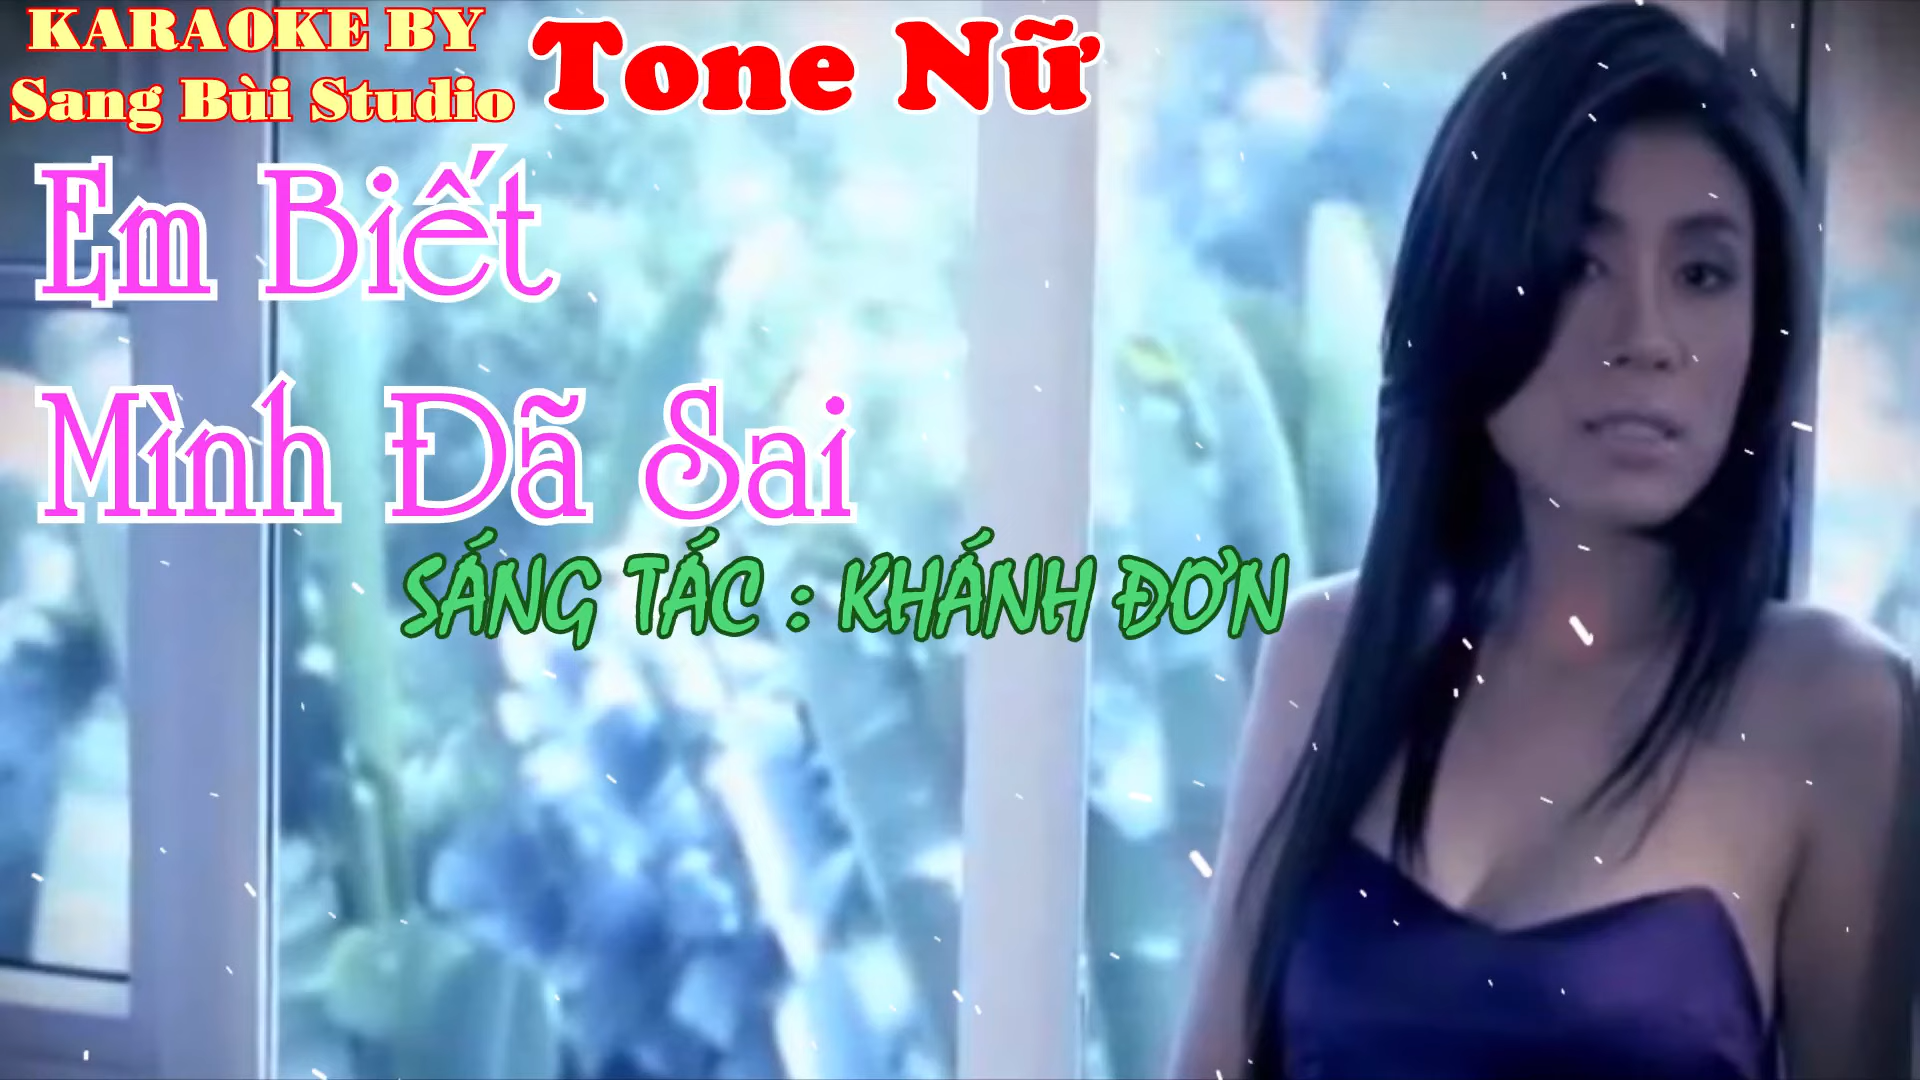 KARAOKE BY
Sang Bùi Studio
Tone Nữ
Em Biết
Mình Đã Sai
SÁNG TÁC : KHÁNH ĐƠN